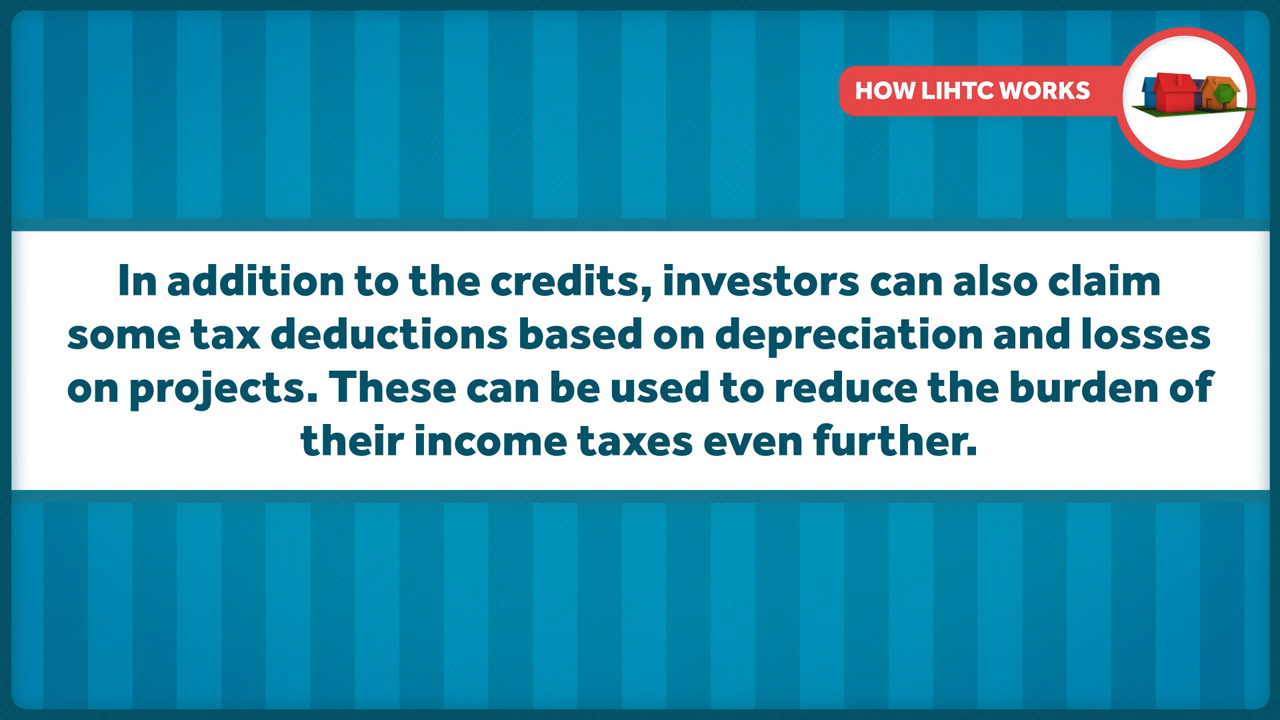 HOW LIHTC WORKS
In addition to the credits, investors can also claim
some tax deductions based on depreciation and losses
on projects. These can be used to reduce the burden of
their income taxes even further.